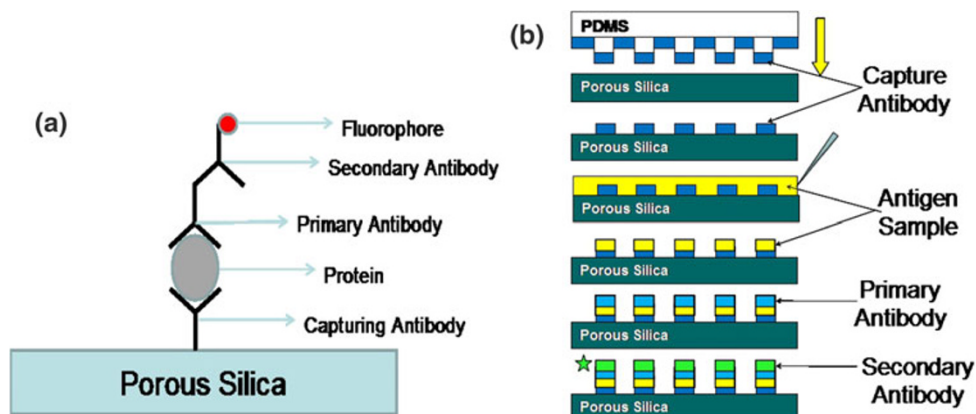 (a)
Fluorophore
Secondary Antibody
Primary Antibody
Protein
Capturing Antibody
Porous Silica
(b)
PDMS
Porous Silica
Capture
Antibody
Porous Silica
Porous Silica
Antigen
Sample
Porous Silica
Primary
Antibody
Porous Silica
Secondary
Antibody
Porous Silica